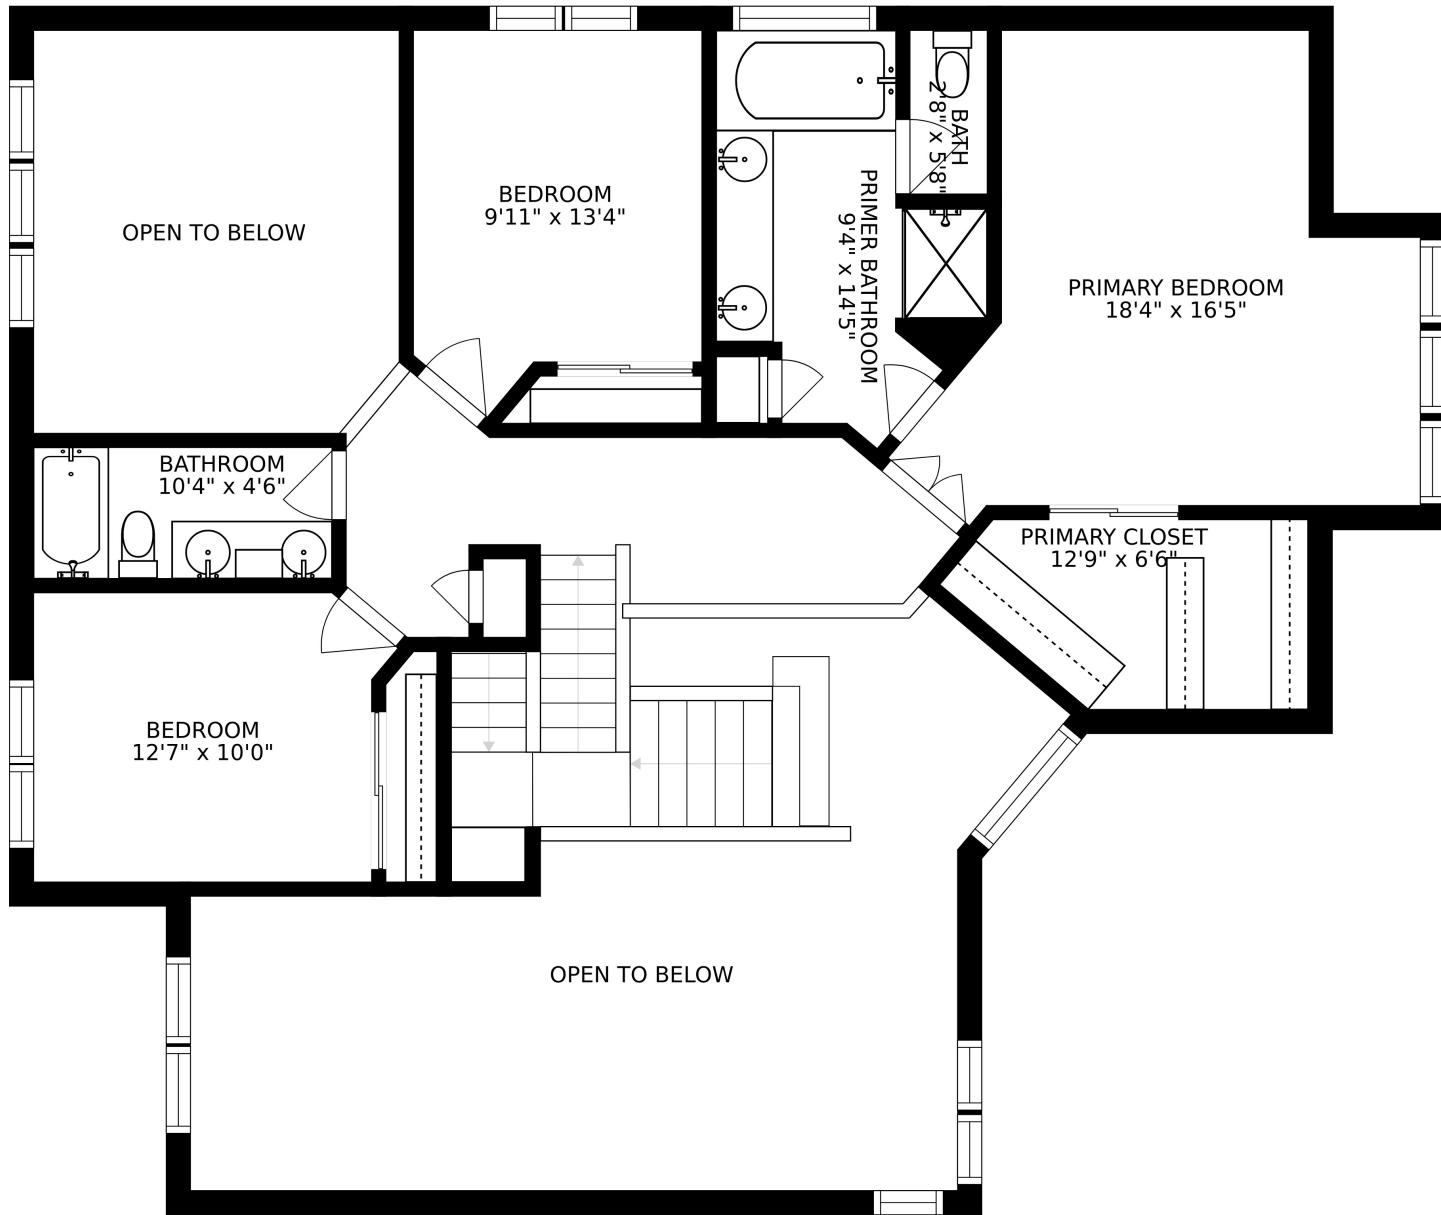 OPEN TO BELOW
BEDROOM
9'11" x 13'4"
PRIMER BATHROOM
9'4" x 14'5"
BATH
2'8" x 5'8"
PRIMARY BEDROOM
18'4" x 16'5"
BATHROOM
10'4" x 4'6"
PRIMARY CLOSET
12'9" x 6'6"
BEDROOM
12'7" x 10'0"
OPEN TO BELOW